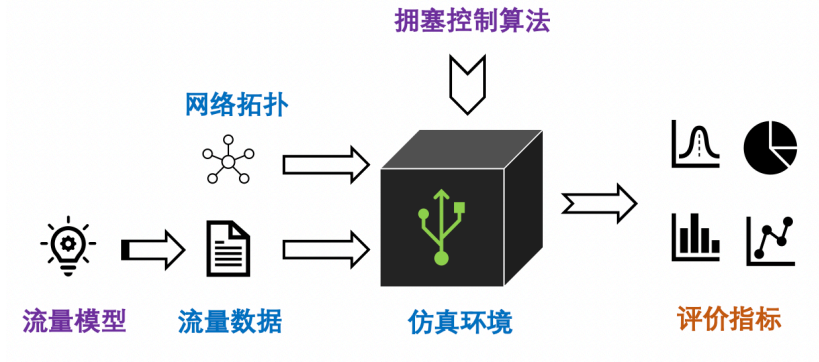 拥塞控制算法
网络拓扑
流量模型
流量数据
仿真环境
评价指标